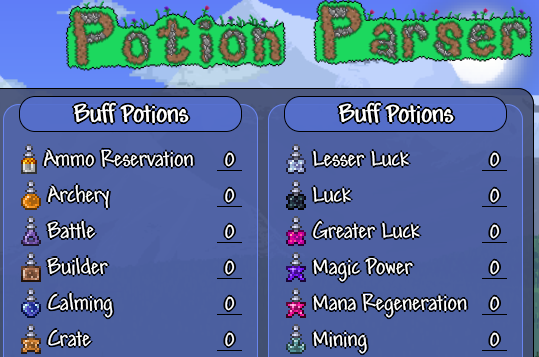 Potion Parser
Buff Potions
Ammo Reservation 0
Archery 0
Battle 0
Builder 0
Calming 0
Crate 0
Buff Potions
Lesser Luck 0
Luck 0
Greater Luck 0
Magic Power 0
Mana Regeneration 0
Mining 0